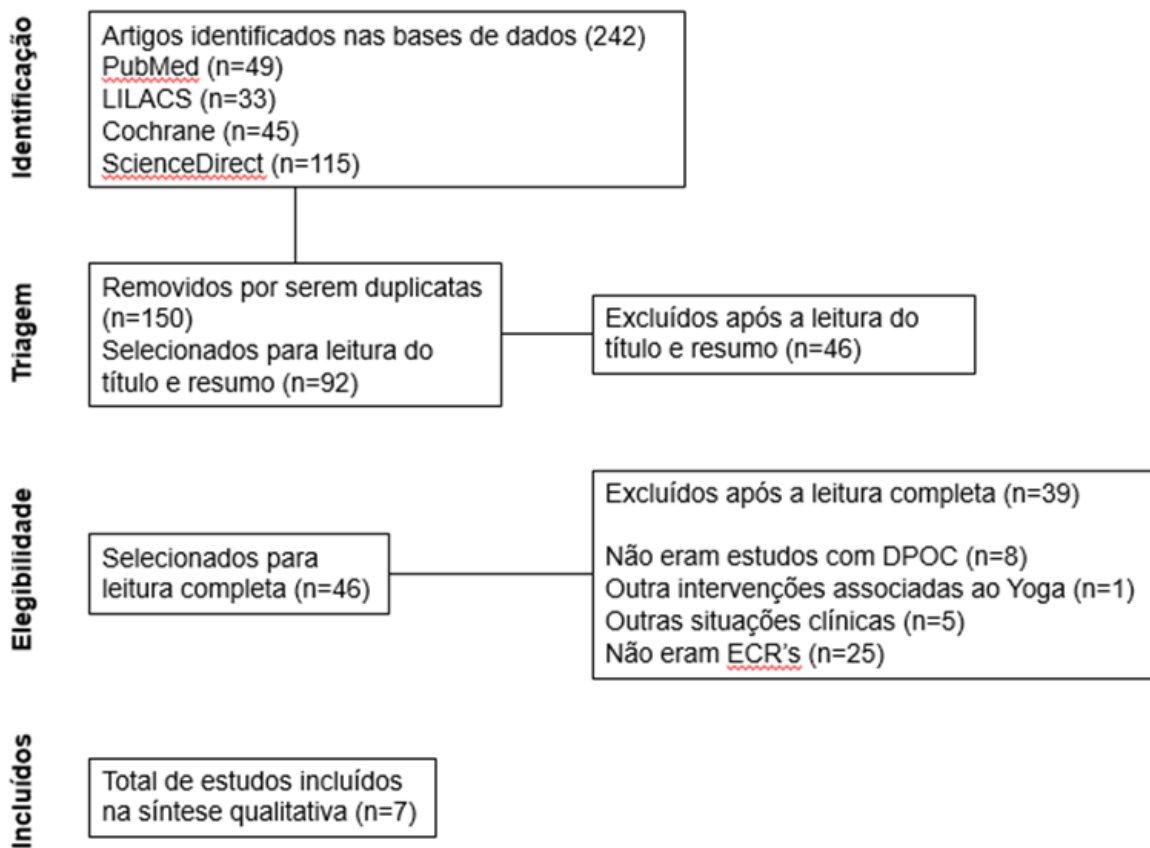 Identificação
Artigos identificados nas bases de dados (242)
PubMed (n=49)
LILACS (n=33)
Cochrane (n=45)
ScienceDirect (n=115)
Triagem
Removidos por serem duplicatas
(n=150)
Selecionados para leitura do
título e resumo (n=92)
Excluídos após a leitura do
título e resumo (n=46)
Elegibilidade
Selecionados para
leitura completa (n=46)
Excluídos após a leitura completa (n=39)
Não eram estudos com DPOC (n=8)
Outra intervenções associadas ao Yoga (n=1)
Outras situações clínicas (n=5)
Não eram ECR's (n=25)
Incluídos
Total de estudos incluídos
na síntese qualitativa (n=7)